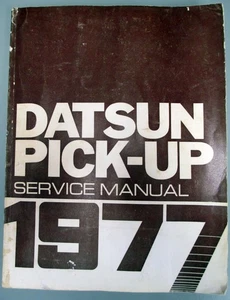 DATSUN
PICK-UP
SERVICE MANUAL
1977